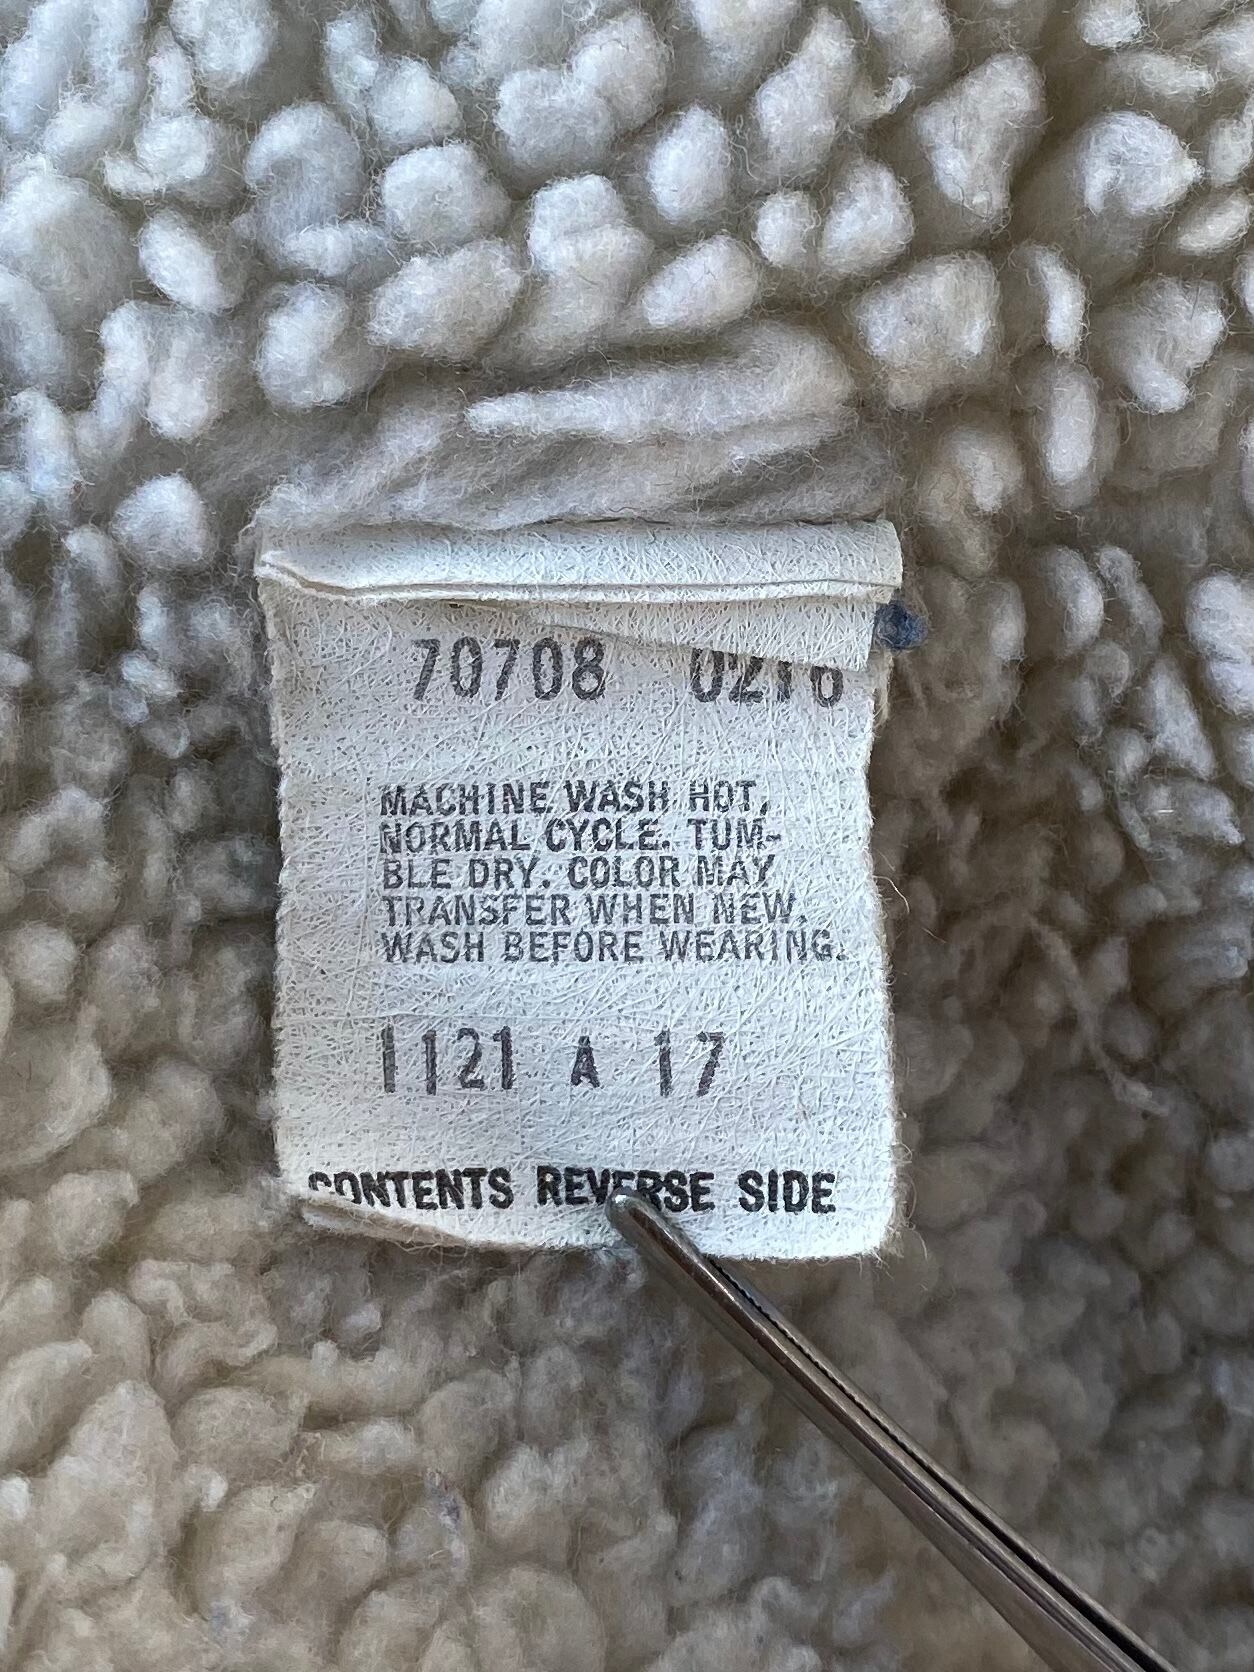 70708 0216
MACHINE WASH HOT,
NORMAL CYCLE. TUM-
BLE DRY. COLOR MAY
TRANSFER WHEN NEW.
WASH BEFORE WEARING.
1121 A 17
CONTENTS REVERSE SIDE